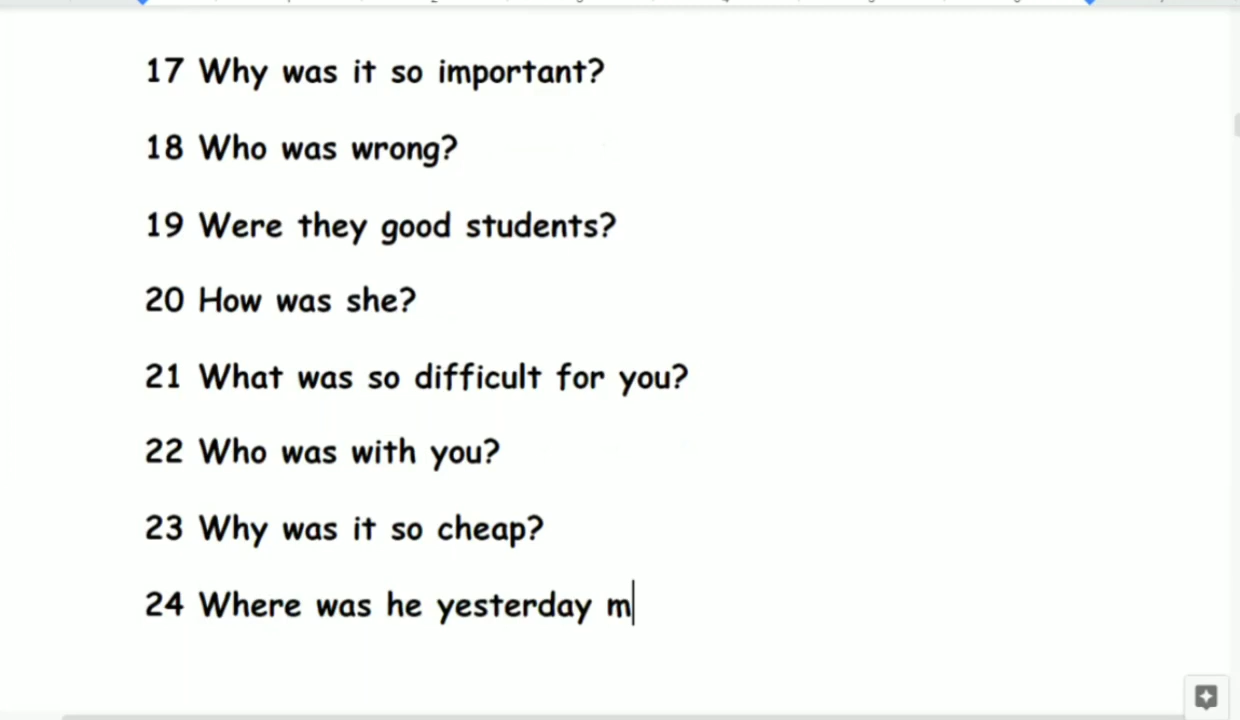 17 Why was it so important?
18 Who was wrong?
19 Were they good students?
20 How was she?
21 What was so difficult for you?
22 Who was with you?
23 Why was it so cheap?
24 Where was he yesterday m